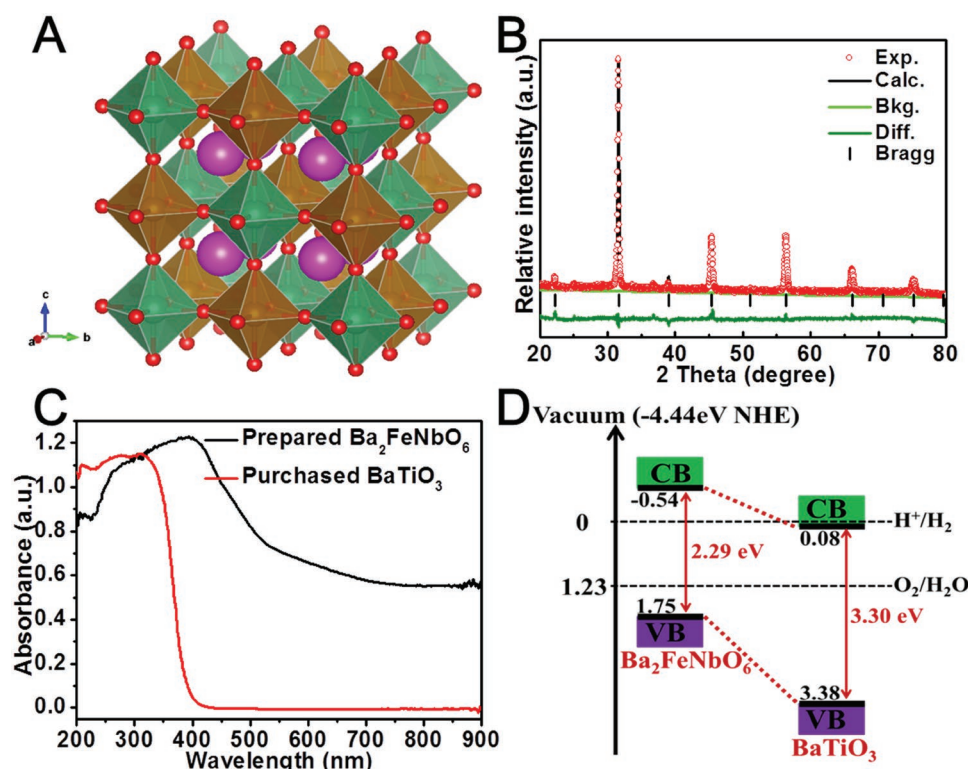 A
c
a
b
B
Relative intensity (a.u.)
Exp.
Calc.
Bkg.
Diff.
Bragg
20 30 40 50 60 70 80
2 Theta (degree)
C
Absorbance (a.u.)
1.2
1.0
0.8
0.6
0.4
0.2
0.0
Prepared Ba₂FeNbO₆
Purchased BaTiO₃
200 300 400 500 600 700 800 900
Wavelength (nm)
D
Vacuum (-4.44eV NHE)
CB
-0.54
CB
0
0.08
H⁺/H₂
2.29 eV
1.23
O₂/H₂O
1.75
3.30 eV
VB
Ba₂FeNbO₆
3.38
VB
BaTiO₃